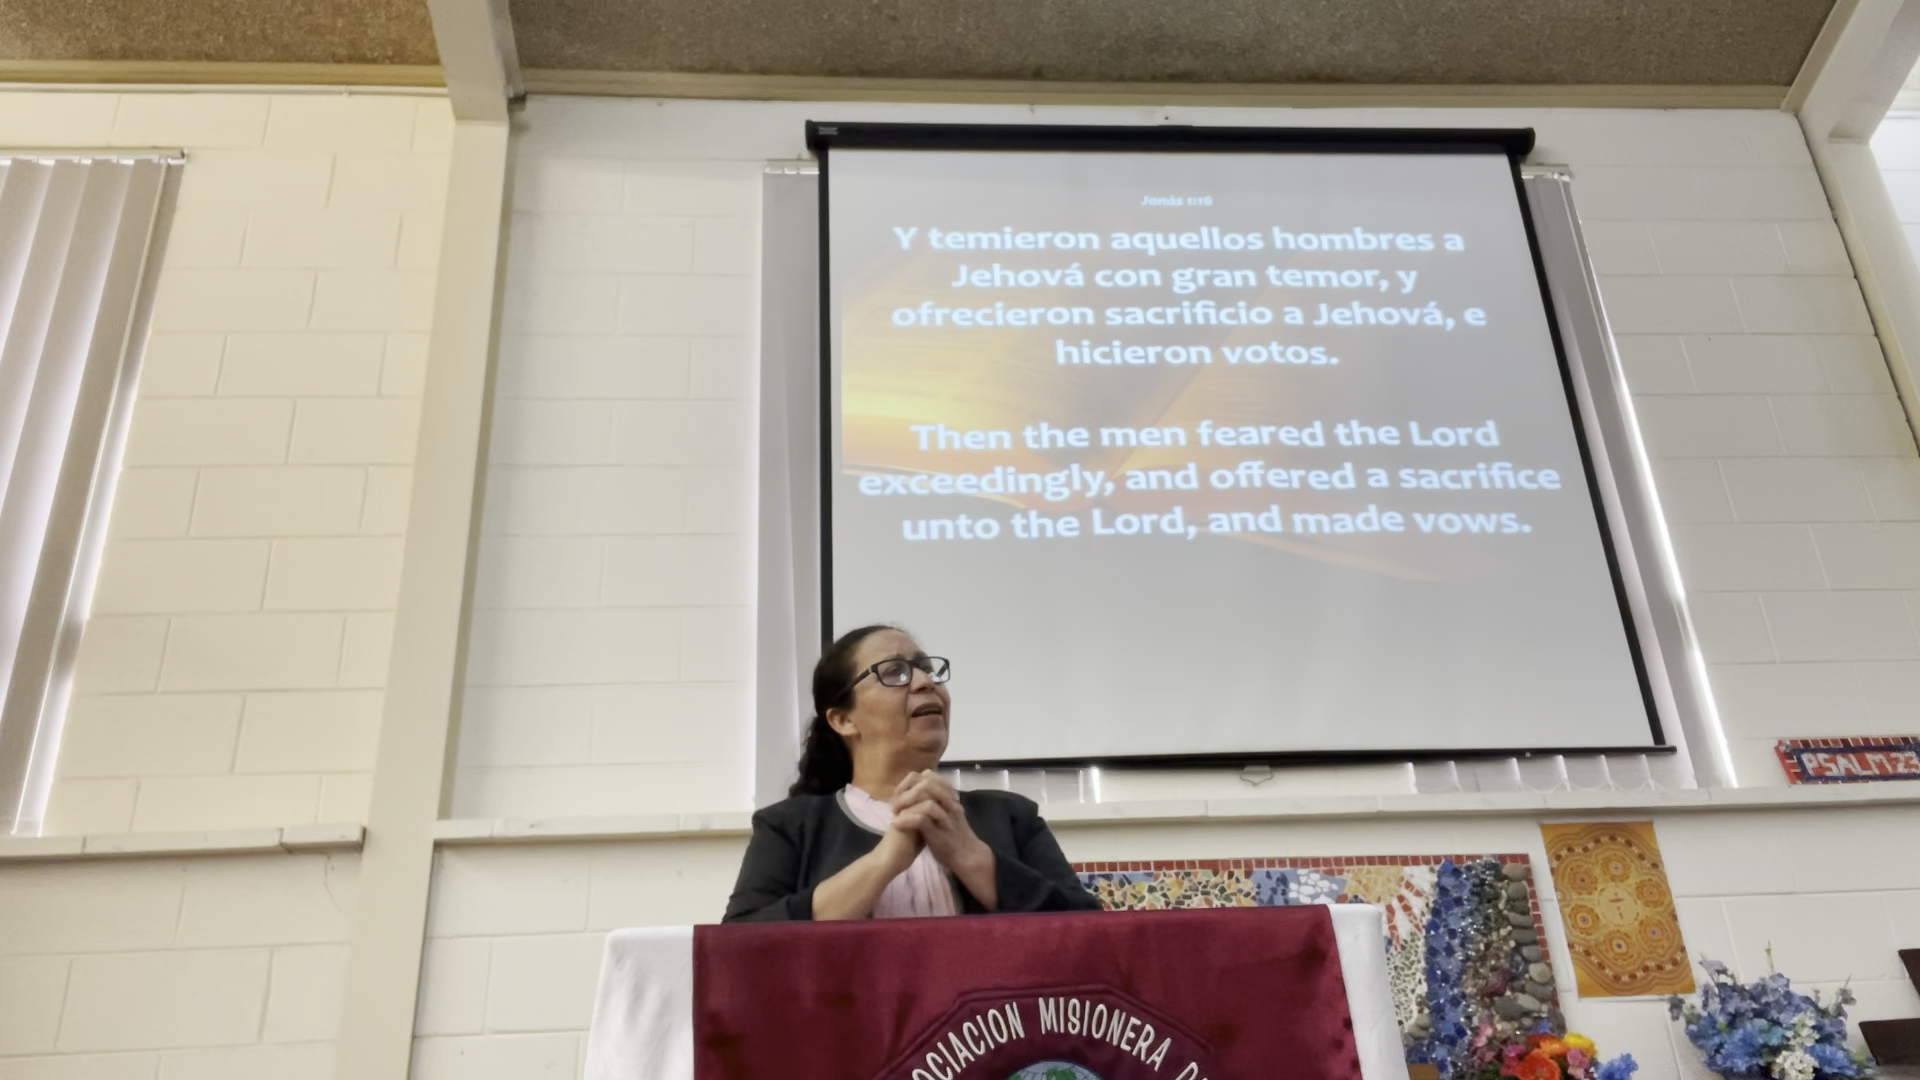 Jonás 1:16
Y temieron aquellos hombres a
Jehová con gran temor, y
ofrecieron sacrificio a Jehová, e
hicieron votos.
Then the men feared the Lord
exceedingly, and offered a sacrifice
unto the Lord, and made vows.
PSALM 23
OCIACION MISIONERA D